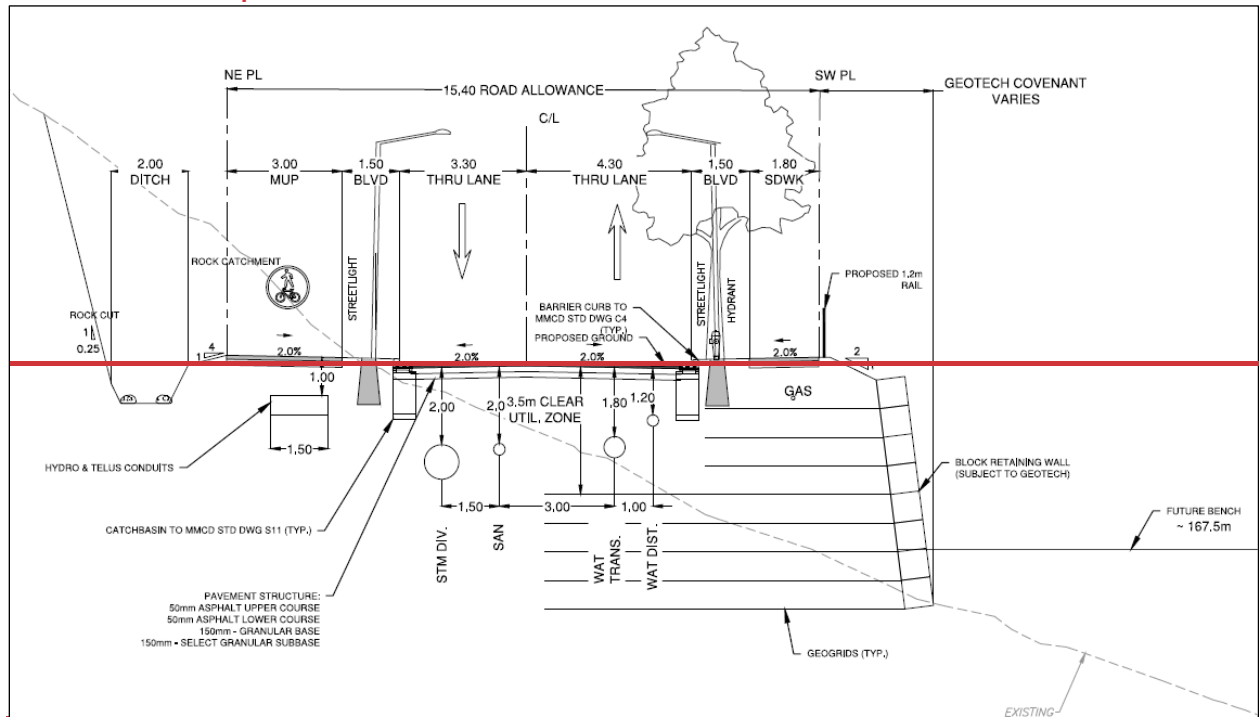 NE PL
SW PL
15.40 ROAD ALLOWANCE
GEOTECH COVENANT
VARIES
C/L
2.00
DITCH
3.00
MUP
1.50
BLVD
3.30
THRU LANE
4.30
THRU LANE
1.50
BLVD
1.80
SDWK
ROCK CATCHMENT
STREETLIGHT
STREETLIGHT
HYDRANT
PROPOSED 1.2m
RAIL
BARRIER CURB TO
MMCD STD DWG C4
(TYP.)
PROPOSED GROUND
ROCK CUT
1
0.25
1
4
2.0%
2.0%
2.0%
2.0%
2
1.00
2.00
2.0
3.5m CLEAR
UTIL. ZONE
1.80
1.20
GAS
1.50
HYDRO & TELUS CONDUITS
BLOCK RETAINING WALL
(SUBJECT TO GEOTECH)
1.50
3.00
1.00
CATCHBASIN TO MMCD STD DWG S11 (TYP.)
STM DIV.
SAN
WAT
TRANS.
WAT DIST.
FUTURE BENCH
~ 167.5m
PAVEMENT STRUCTURE:
50mm ASPHALT UPPER COURSE
50mm ASPHALT LOWER COURSE
150mm - GRANULAR BASE
150mm - SELECT GRANULAR SUBBASE
GEOGRIDS (TYP.)
EXISTING